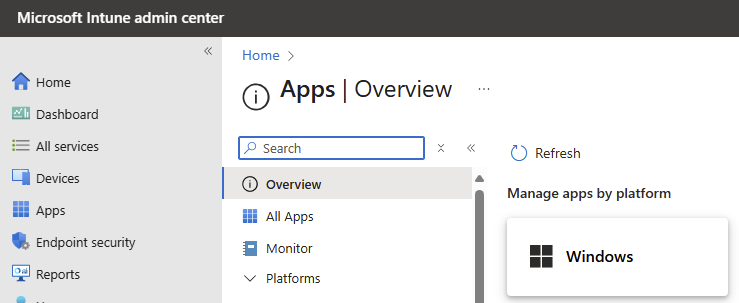 Microsoft Intune admin center
Home
Dashboard
All services
Devices
Apps
Endpoint security
Reports
Home
Apps | Overview
Search
Overview
All Apps
Monitor
Platforms
Refresh
Manage apps by platform
Windows